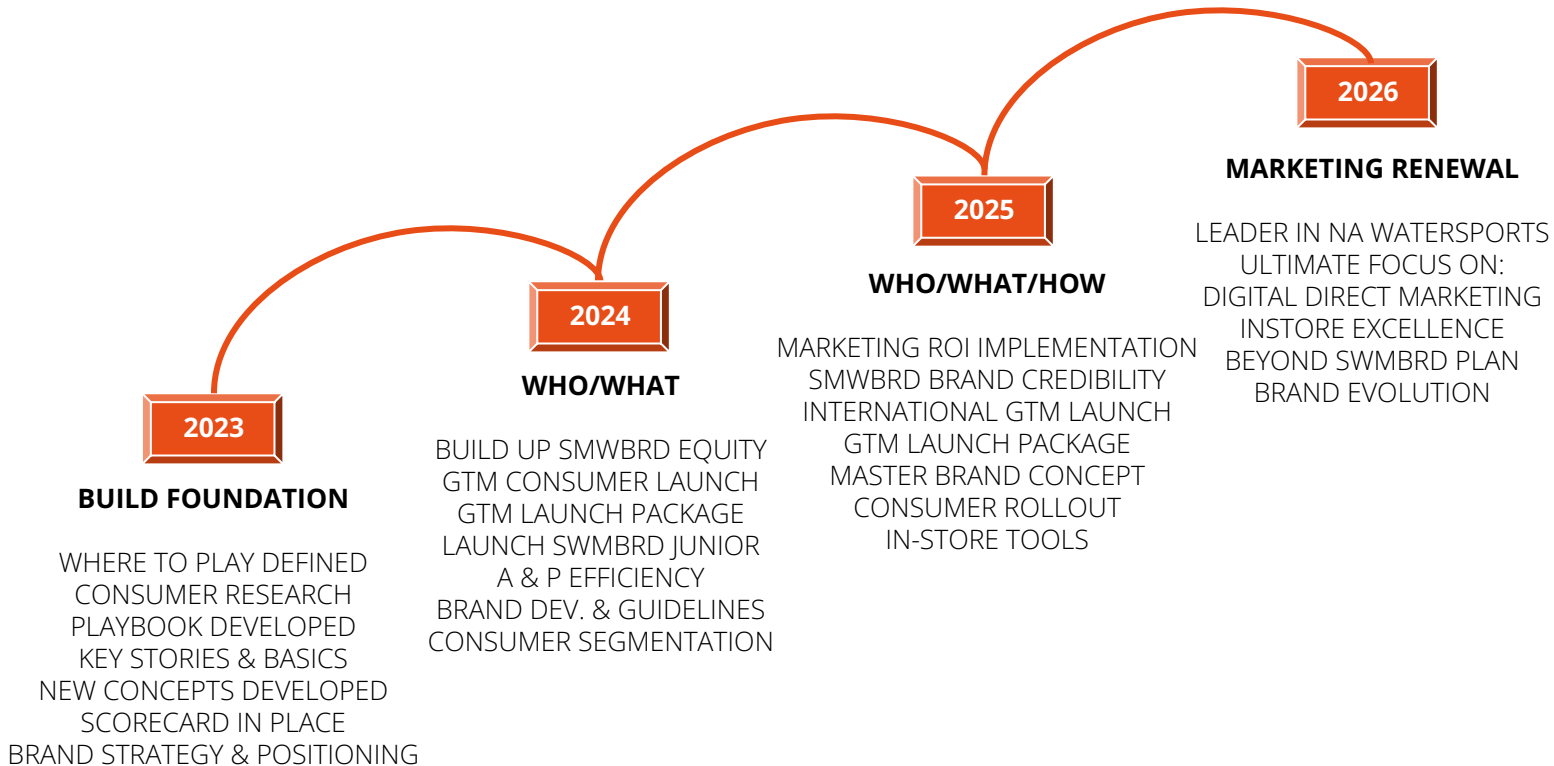 2023
BUILD FOUNDATION
WHERE TO PLAY DEFINED
CONSUMER RESEARCH
PLAYBOOK DEVELOPED
KEY STORIES & BASICS
NEW CONCEPTS DEVELOPED
SCORECARD IN PLACE
BRAND STRATEGY & POSITIONING
2024
WHO/WHAT
BUILD UP SMWBRD EQUITY
GTM CONSUMER LAUNCH
GTM LAUNCH PACKAGE
LAUNCH SWMBRD JUNIOR
A & P EFFICIENCY
BRAND DEV. & GUIDELINES
CONSUMER SEGMENTATION
2025
WHO/WHAT/HOW
MARKETING ROI IMPLEMENTATION
SMWBRD BRAND CREDIBILITY
INTERNATIONAL GTM LAUNCH
GTM LAUNCH PACKAGE
MASTER BRAND CONCEPT
CONSUMER ROLLOUT
IN-STORE TOOLS
2026
MARKETING RENEWAL
LEADER IN NA WATERSPORTS
ULTIMATE FOCUS ON:
DIGITAL DIRECT MARKETING
INSTORE EXCELLENCE
BEYOND SWMBRD PLAN
BRAND EVOLUTION